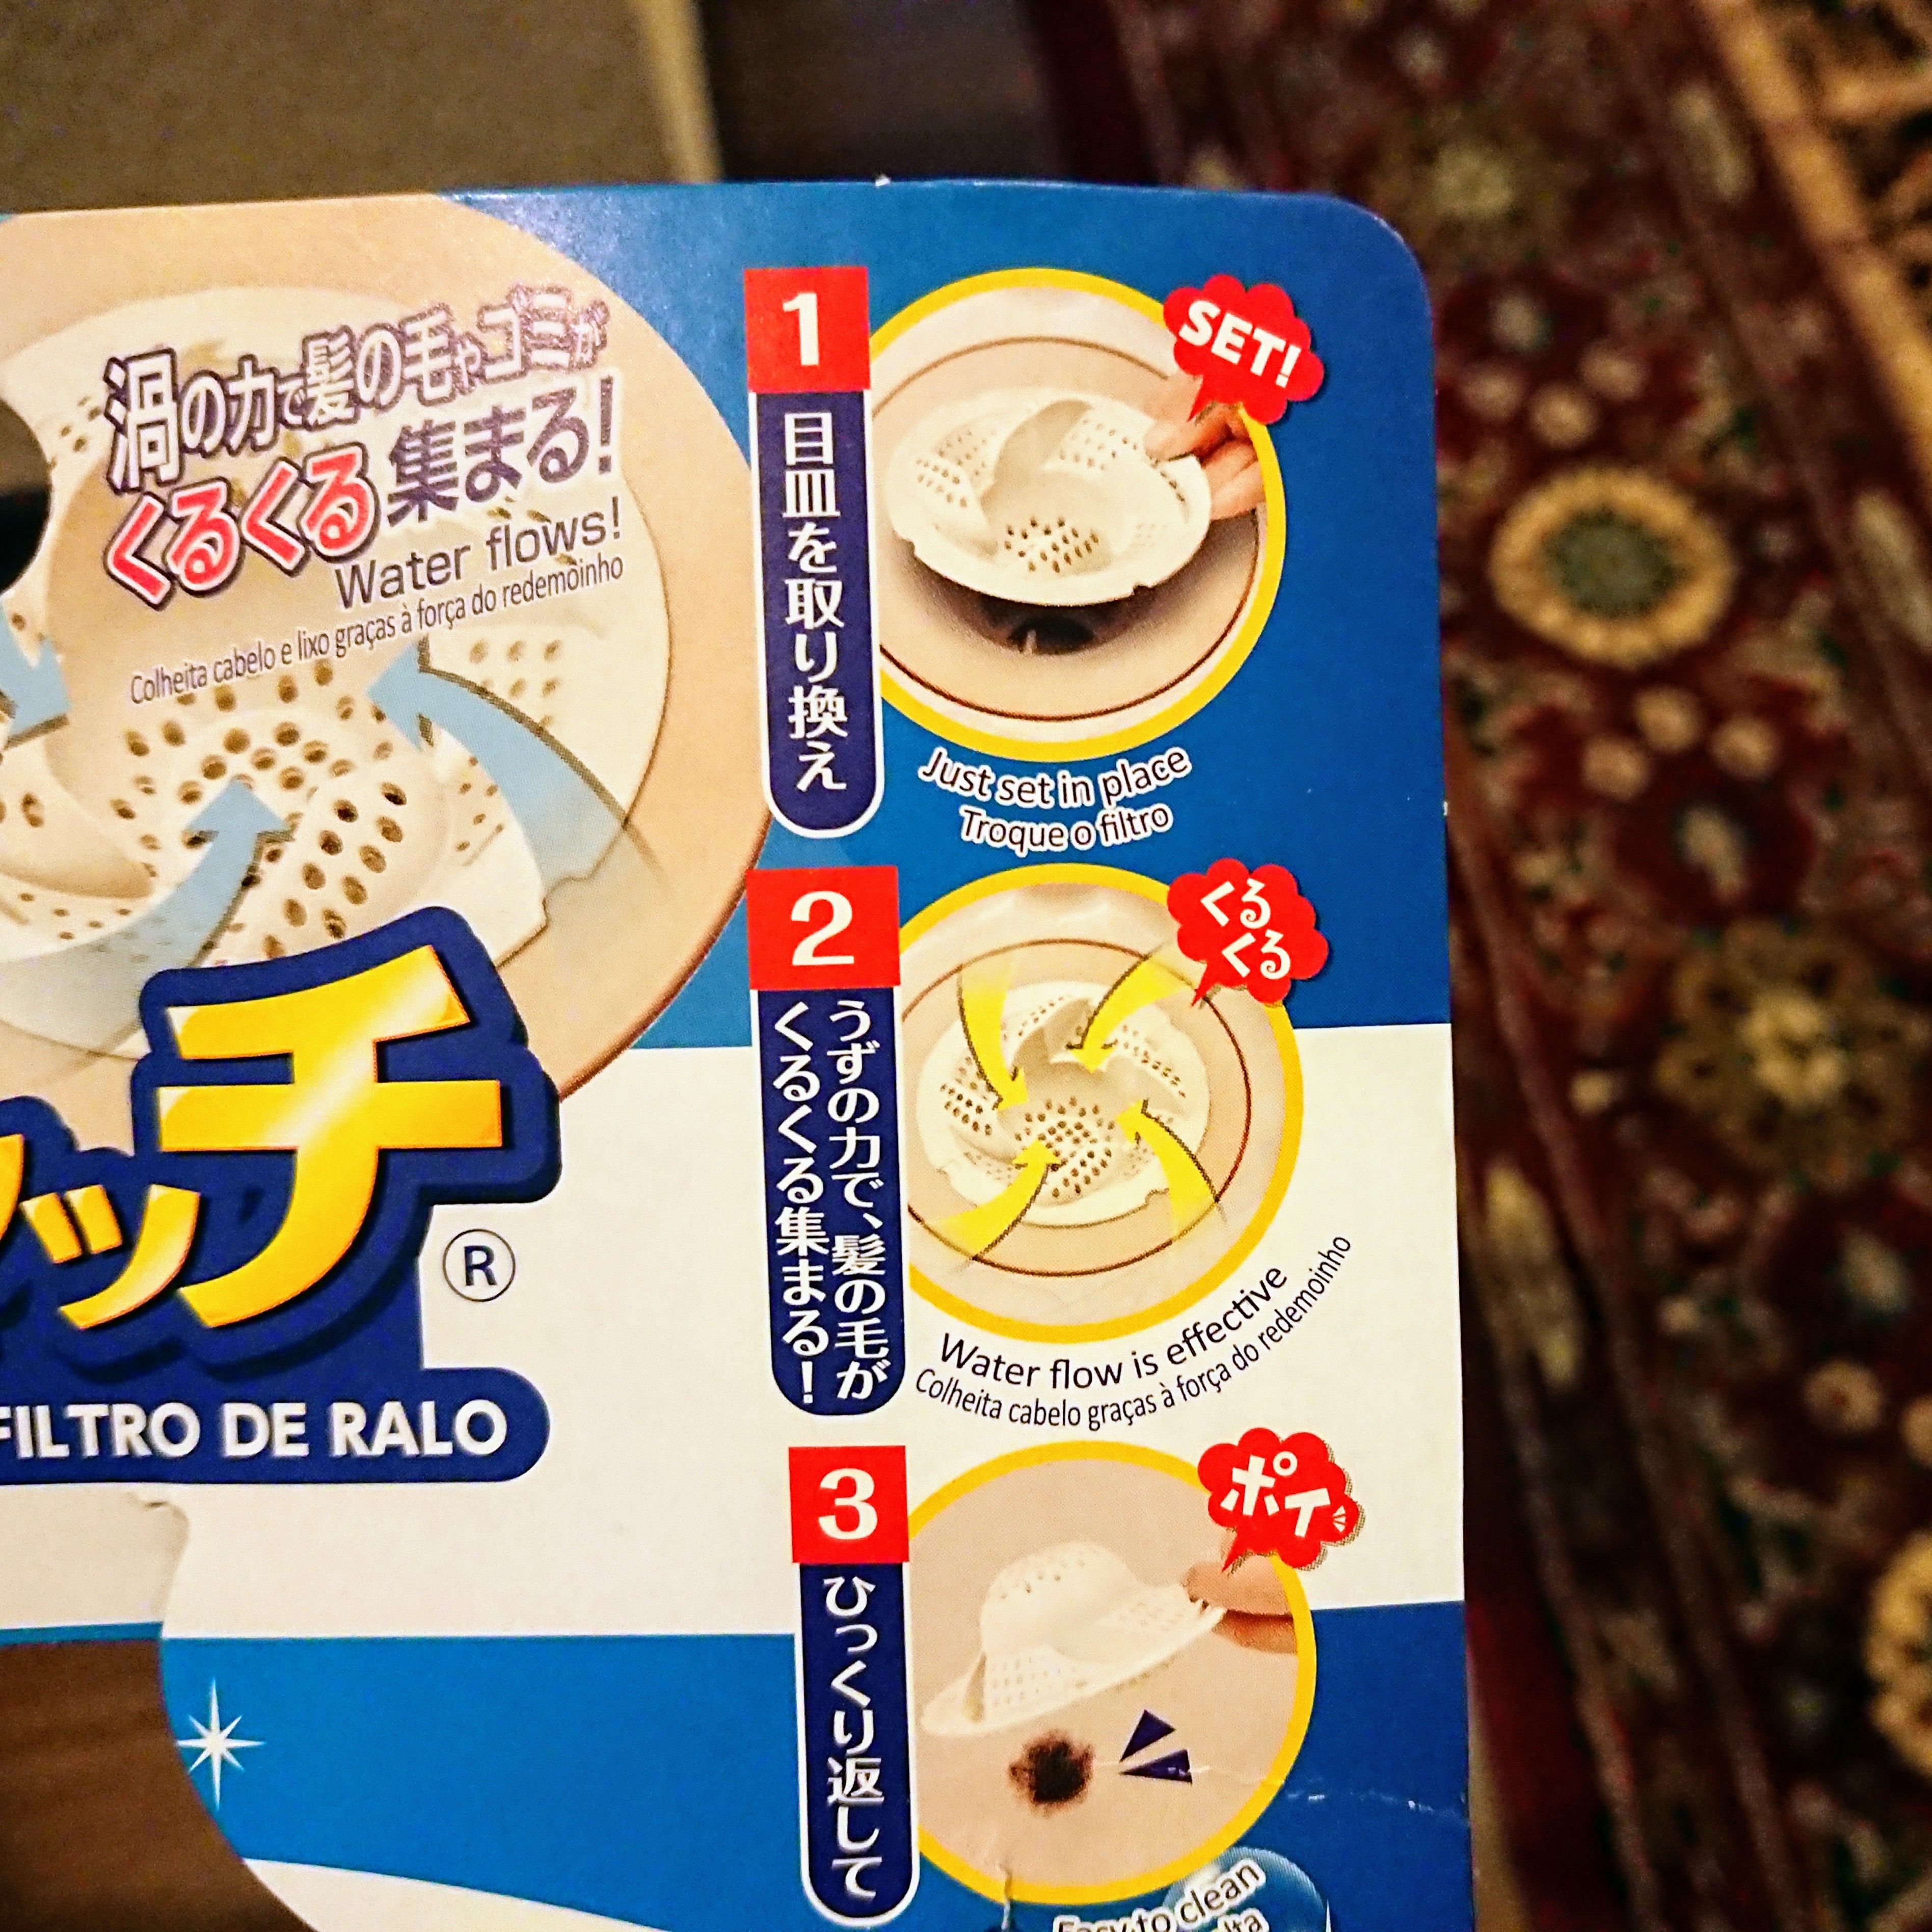 渦の力で髪の毛やゴミが
くるくる集まる!
Water flows!
Colheita cabelo e lixo graças à força do redemoinho
ッチ
®
FILTRO DE RALO
1
目皿を取り換え
SET!
Just set in place
Troque o filtro
2
うずの力で、髪の毛が
くるくる集まる!
くる
くる
Water flow is effective
Colheita cabelo graças à força do redemoinho
3
ひっくり返して
ポイ
Easy to clean